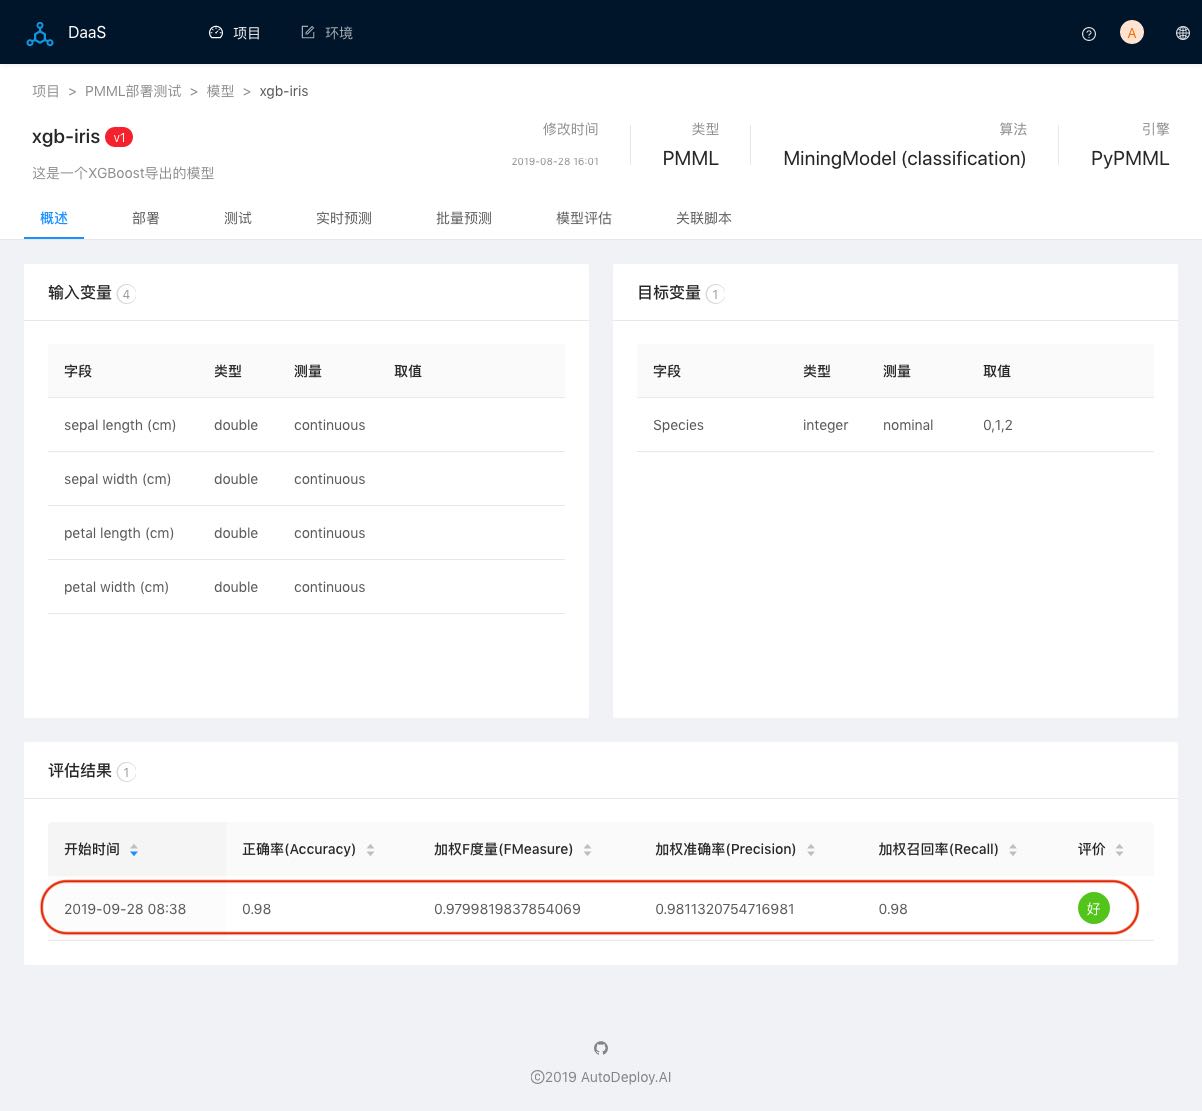 DaaS 项目 环境 A
项目 > PMML部署测试 > 模型 > xgb-iris
xgb-iris v1
这是一个XGBoost导出的模型
修改时间 类型 算法 引擎
2019-08-28 16:01 PMML MiningModel (classification) PyPMML
概述 部署 测试 实时预测 批量预测 模型评估 关联脚本
输入变量 4
字段 类型 测量 取值
sepal length (cm) double continuous
sepal width (cm) double continuous
petal length (cm) double continuous
petal width (cm) double continuous
目标变量 1
字段 类型 测量 取值
Species integer nominal 0,1,2
评估结果 1
开始时间 正确率(Accuracy) 加权F度量(FMeasure) 加权准确率(Precision) 加权召回率(Recall) 评价
2019-09-28 08:38 0.98 0.9799819837854069 0.9811320754716981 0.98 好
©2019 AutoDeploy.AI